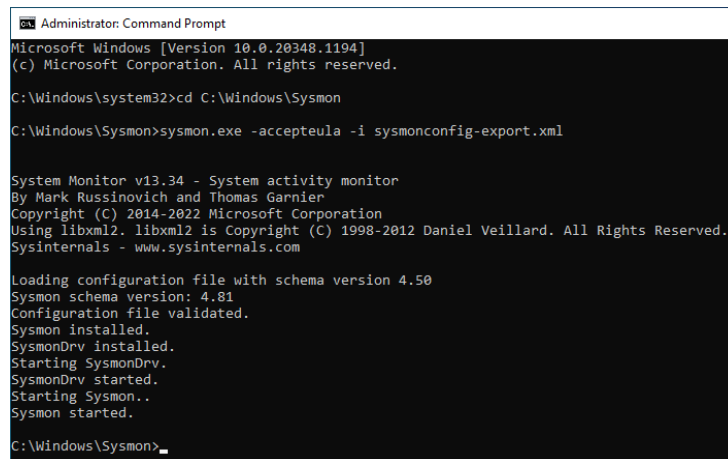 Administrator: Command Prompt
Microsoft Windows [Version 10.0.20348.1194]
(c) Microsoft Corporation. All rights reserved.
C:\Windows\system32>cd C:\Windows\Sysmon
C:\Windows\Sysmon>sysmon.exe -accepteula -i sysmonconfig-export.xml
System Monitor v13.34 - System activity monitor
By Mark Russinovich and Thomas Garnier
Copyright (C) 2014-2022 Microsoft Corporation
Using libxml2. libxml2 is Copyright (C) 1998-2012 Daniel Veillard. All Rights Reserved.
Sysinternals - www.sysinternals.com
Loading configuration file with schema version 4.50
Sysmon schema version: 4.81
Configuration file validated.
Sysmon installed.
SysmonDrv installed.
Starting SysmonDrv.
SysmonDrv started.
Starting Sysmon..
Sysmon started.
C:\Windows\Sysmon>